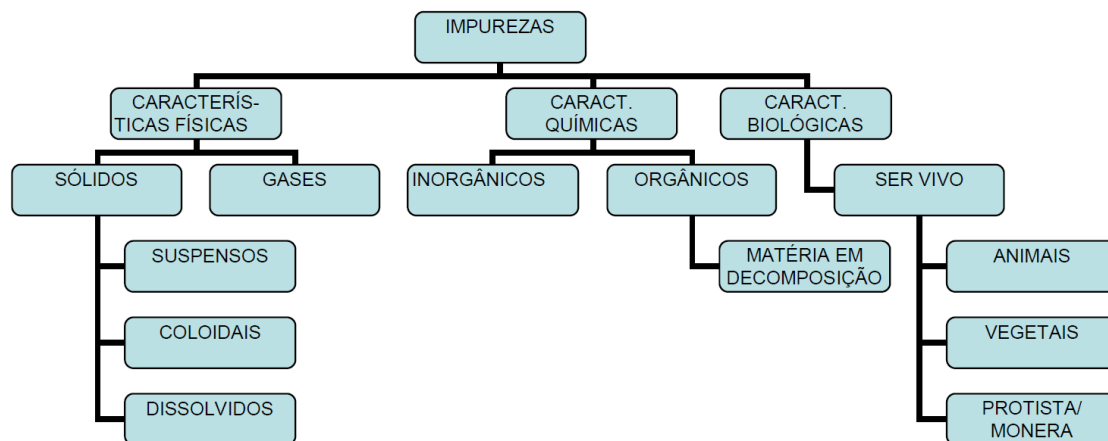 IMPUREZAS
CARACTERÍS-
TICAS FÍSICAS
CARACT.
QUÍMICAS
CARACT.
BIOLÓGICAS
SÓLIDOS
GASES
INORGÂNICOS
ORGÂNICOS
SER VIVO
SUSPENSOS
MATÉRIA EM
DECOMPOSIÇÃO
ANIMAIS
COLOIDAIS
VEGETAIS
DISSOLVIDOS
PROTISTA/
MONERA